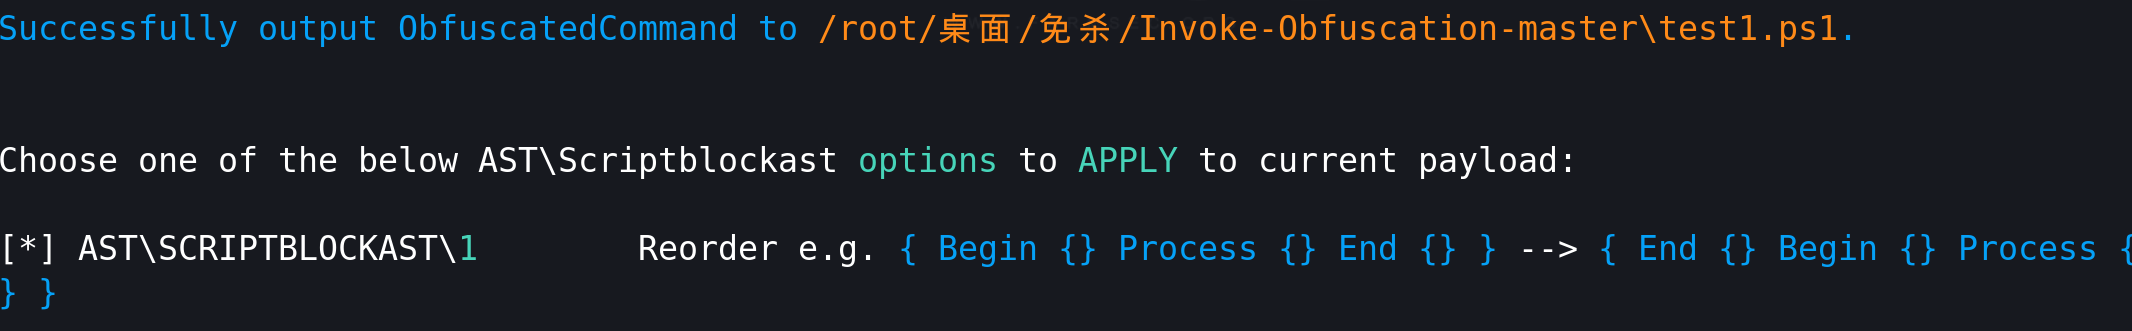 Successfully output ObfuscatedCommand to /root/桌面/免杀/Invoke-Obfuscation-master\test1.ps1.
Choose one of the below AST\Scriptblockast options to APPLY to current payload:
[*] AST\SCRIPTBLOCKAST\1        Reorder e.g. { Begin {} Process {} End {} } --> { End {} Begin {} Process {
} }